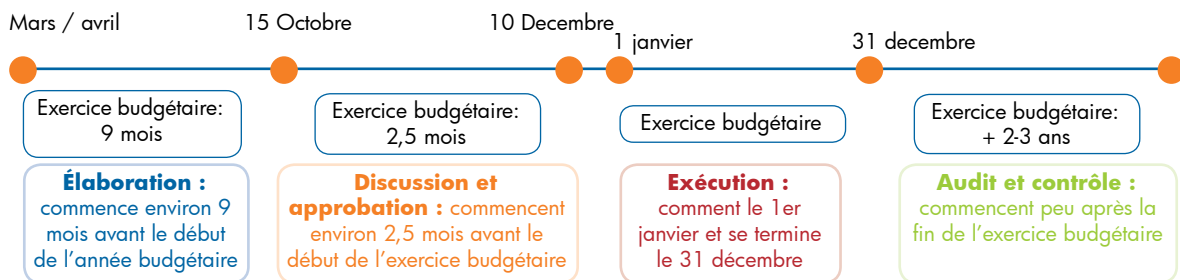 Mars / avril
15 Octobre
10 Decembre
1 janvier
31 decembre
Exercice budgétaire:
9 mois
Exercice budgétaire:
2,5 mois
Exercice budgétaire
Exercice budgétaire:
+ 2-3 ans
Élaboration :
commence environ 9
mois avant le début
de l’année budgétaire
Discussion et
approbation : commencent
environ 2,5 mois avant le
début de l’exercice budgétaire
Exécution :
comment le 1er
janvier et se termine
le 31 décembre
Audit et contrôle :
commencent peu après la
fin de l’exercice budgétaire